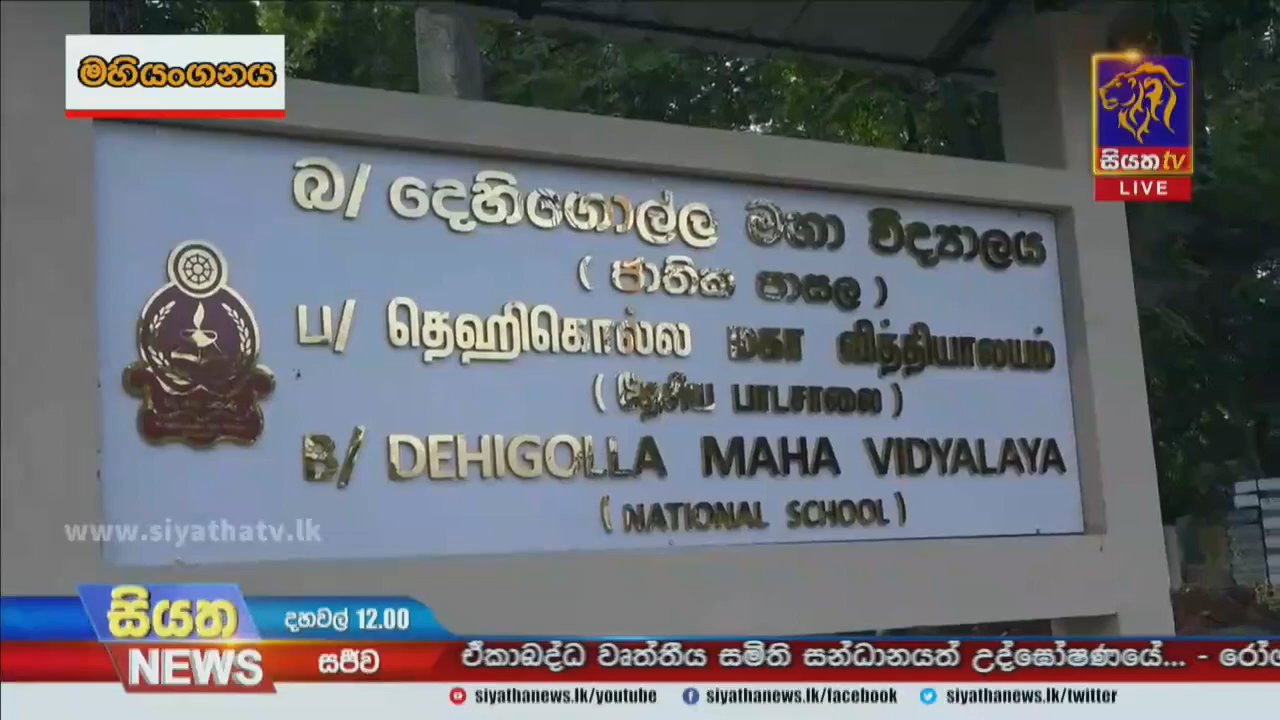 මහියංගනය
සියත tv
LIVE
බ/ දෙහිගොල්ල මහා විද්‍යාලය
( ජාතික පාසල )
ப/ தெஹிகொல்ல மகா வித்தியாலயம்
( தேசிய பாடசாலை )
B/ DEHIGOLLA MAHA VIDYALAYA
( NATIONAL SCHOOL )
www.siyathatv.lk
සියත
දහවල් 12.00
NEWS
සජීව
ඒකාබද්ධ වෘත්තීය සමිති සන්ධානයත් උද්ඝෝෂණයේ... - රෝග
siyathanews.lk/youtube
siyathanews.lk/facebook
siyathanews.lk/twitter